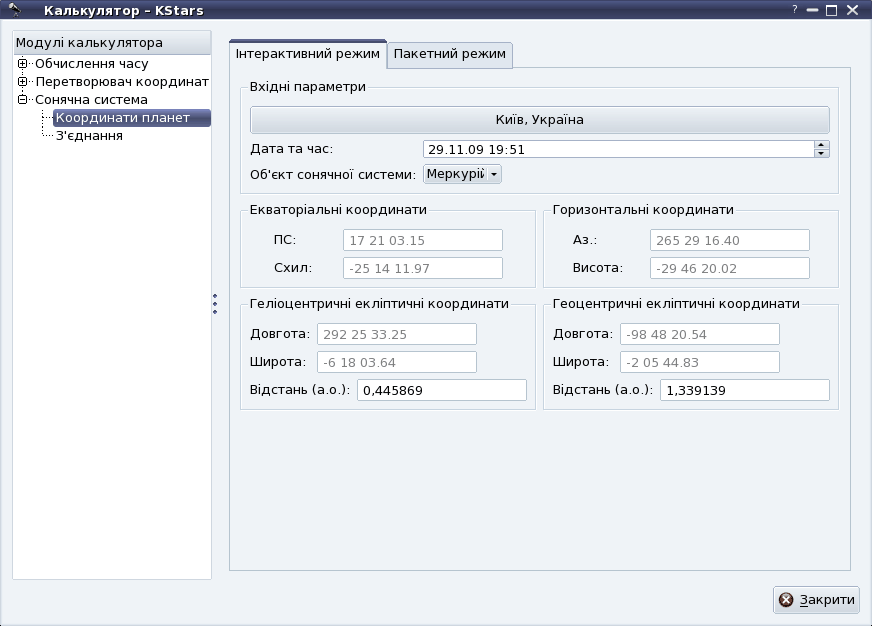 Калькулятор – KStars
?
Модулі калькулятора
Обчислення часу
Перетворювач координат
Сонячна система
Координати планет
З'єднання
Інтерактивний режим
Пакетний режим
Вхідні параметри
Київ, Україна
Дата та час:
29.11.09 19:51
Об'єкт сонячної системи:
Меркурій
Екваторіальні координати
ПС:
17 21 03.15
Схил:
-25 14 11.97
Горизонтальні координати
Аз.:
265 29 16.40
Висота:
-29 46 20.02
Геліоцентричні екліптичні координати
Довгота:
292 25 33.25
Широта:
-6 18 03.64
Відстань (а.о.):
0,445869
Геоцентричні екліптичні координати
Довгота:
-98 48 20.54
Широта:
-2 05 44.83
Відстань (а.о.):
1,339139
Закрити